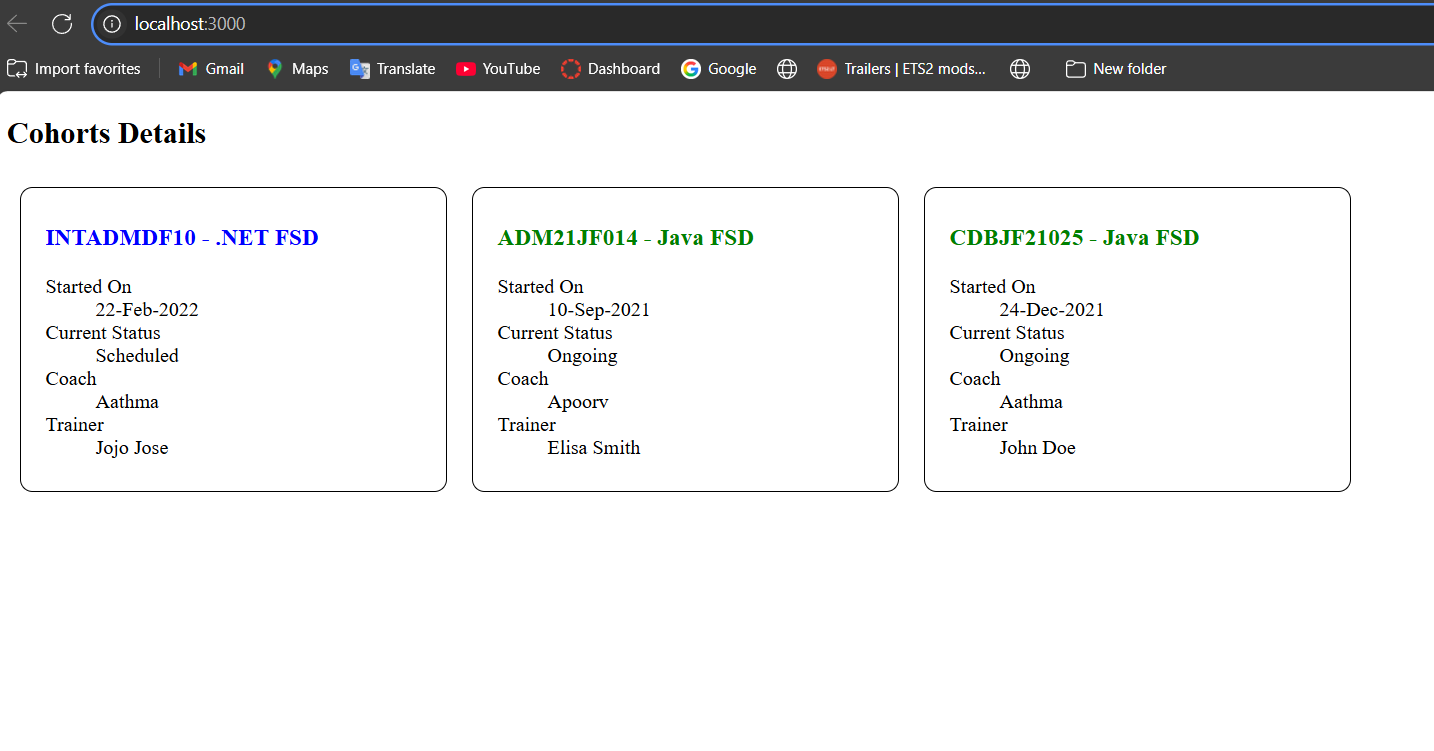 localhost:3000
Import favorites Gmail Maps Translate YouTube Dashboard Google Trailers | ETS2 mods... New folder
Cohorts Details
INTADMDF10 - .NET FSD
Started On
22-Feb-2022
Current Status
Scheduled
Coach
Aathma
Trainer
Jojo Jose
ADM21JF014 - Java FSD
Started On
10-Sep-2021
Current Status
Ongoing
Coach
Apoorv
Trainer
Elisa Smith
CDBJF21025 - Java FSD
Started On
24-Dec-2021
Current Status
Ongoing
Coach
Aathma
Trainer
John Doe